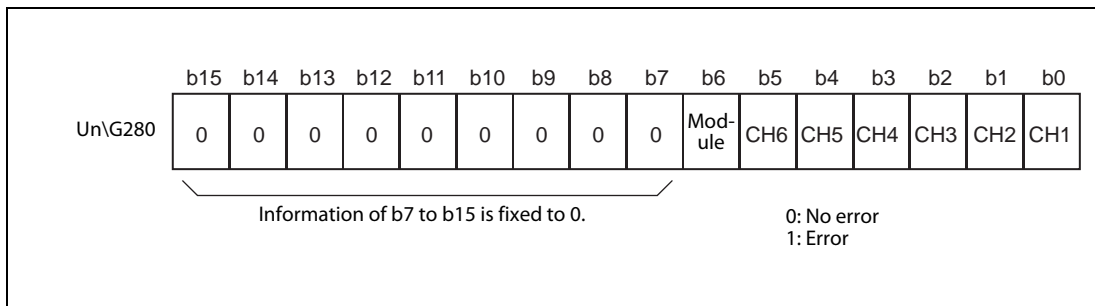 b15 b14 b13 b12 b11 b10 b9 b8 b7 b6 b5 b4 b3 b2 b1 b0
Un\G280 0 0 0 0 0 0 0 0 0 Mod-ule CH6 CH5 CH4 CH3 CH2 CH1
Information of b7 to b15 is fixed to 0.
0: No error
1: Error